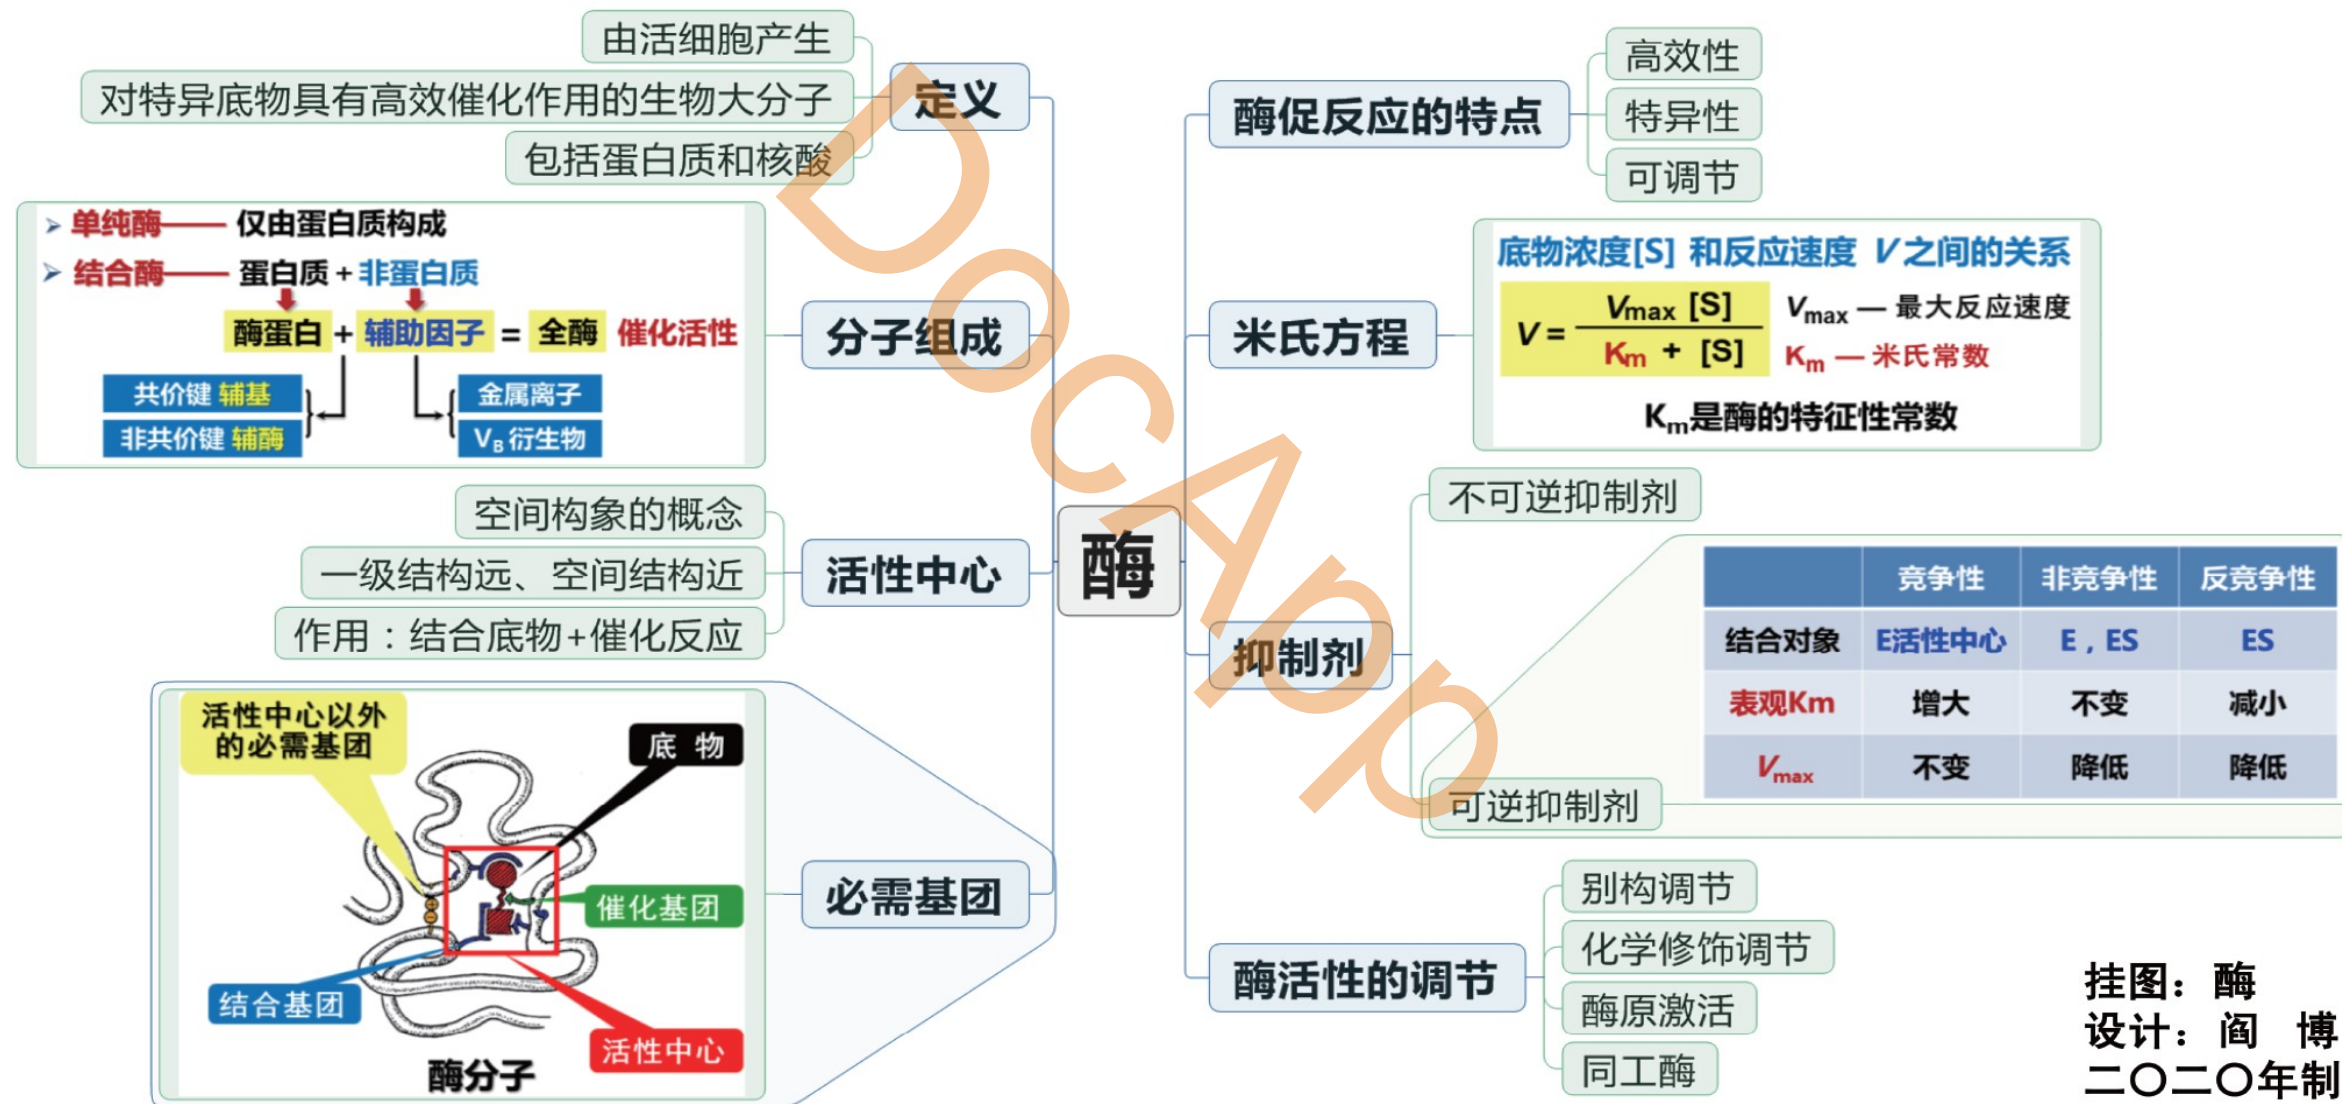 由活细胞产生
对特异底物具有高效催化作用的生物大分子
包括蛋白质和核酸
定义
单纯酶—— 仅由蛋白质构成
结合酶—— 蛋白质 + 非蛋白质
酶蛋白 + 辅助因子 = 全酶 催化活性
共价键 辅基
非共价键 辅酶
金属离子
VB 衍生物
分子组成
空间构象的概念
一级结构远、空间结构近
作用：结合底物+催化反应
活性中心
活性中心以外
的必需基团
底 物
催化基团
结合基团
活性中心
酶分子
必需基团
酶
酶促反应的特点
高效性
特异性
可调节
米氏方程
底物浓度[S] 和反应速度 V 之间的关系
V = Vmax [S] / Km + [S]
Vmax — 最大反应速度
Km — 米氏常数
Km是酶的特征性常数
抑制剂
不可逆抑制剂
竞争性 非竞争性 反竞争性
结合对象 E活性中心 E，ES ES
表观Km 增大 不变 减小
Vmax 不变 降低 降低
可逆抑制剂
酶活性的调节
别构调节
化学修饰调节
酶原激活
同工酶
挂图：酶
设计：阎 博
二〇二〇年制
DocApp